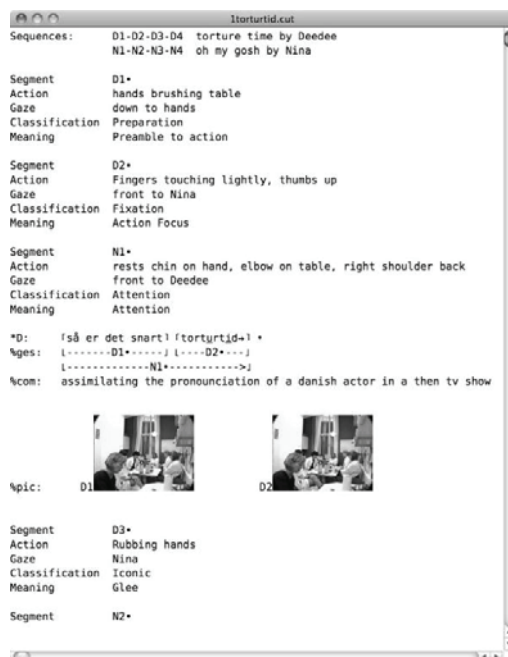 1torturtid.cut
Sequences: D1-D2-D3-D4 torture time by Deedee
N1-N2-N3-N4 oh my gosh by Nina
Segment D1•
Action hands brushing table
Gaze down to hands
Classification Preparation
Meaning Preamble to action
Segment D2•
Action Fingers touching lightly, thumbs up
Gaze front to Nina
Classification Fixation
Meaning Action Focus
Segment N1•
Action rests chin on hand, elbow on table, right shoulder back
Gaze front to Deedee
Classification Attention
Meaning Attention
*D: ⌈så er det snart⌉ ⌈torturtid→⌉ •
%ges: ⌊-------D1•-----⌋ ⌊----D2•---⌋
⌊-------------N1•----------->⌋
%com: assimilating the pronounciation of a danish actor in a then tv show
%pic: D1 D2
Segment D3•
Action Rubbing hands
Gaze Nina
Classification Iconic
Meaning Glee
Segment N2•